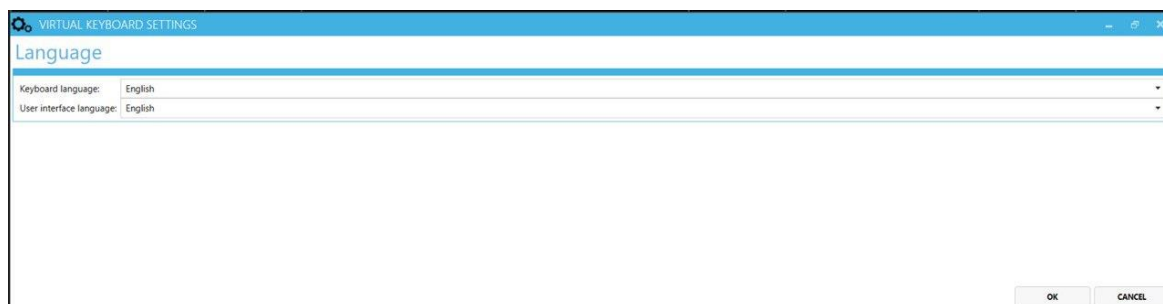 VIRTUAL KEYBOARD SETTINGS
Language
Keyboard language: English
User interface language: English
OK CANCEL